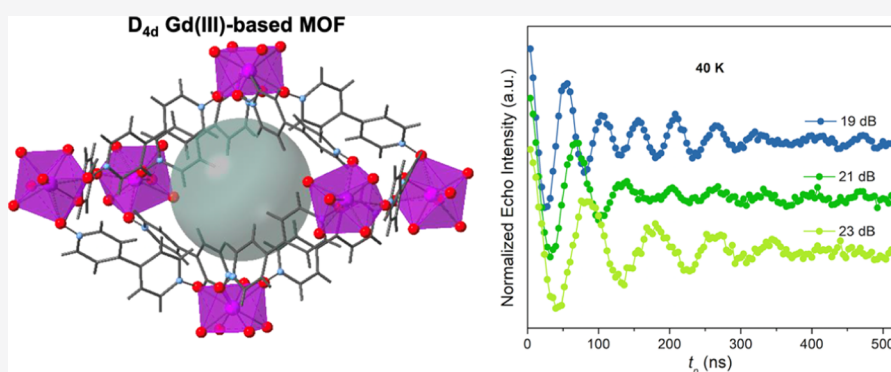 D4d Gd(III)-based MOF
40 K
19 dB
21 dB
23 dB
Normalized Echo Intensity (a.u.)
0 100 200 300 400 500
tₚ (ns)